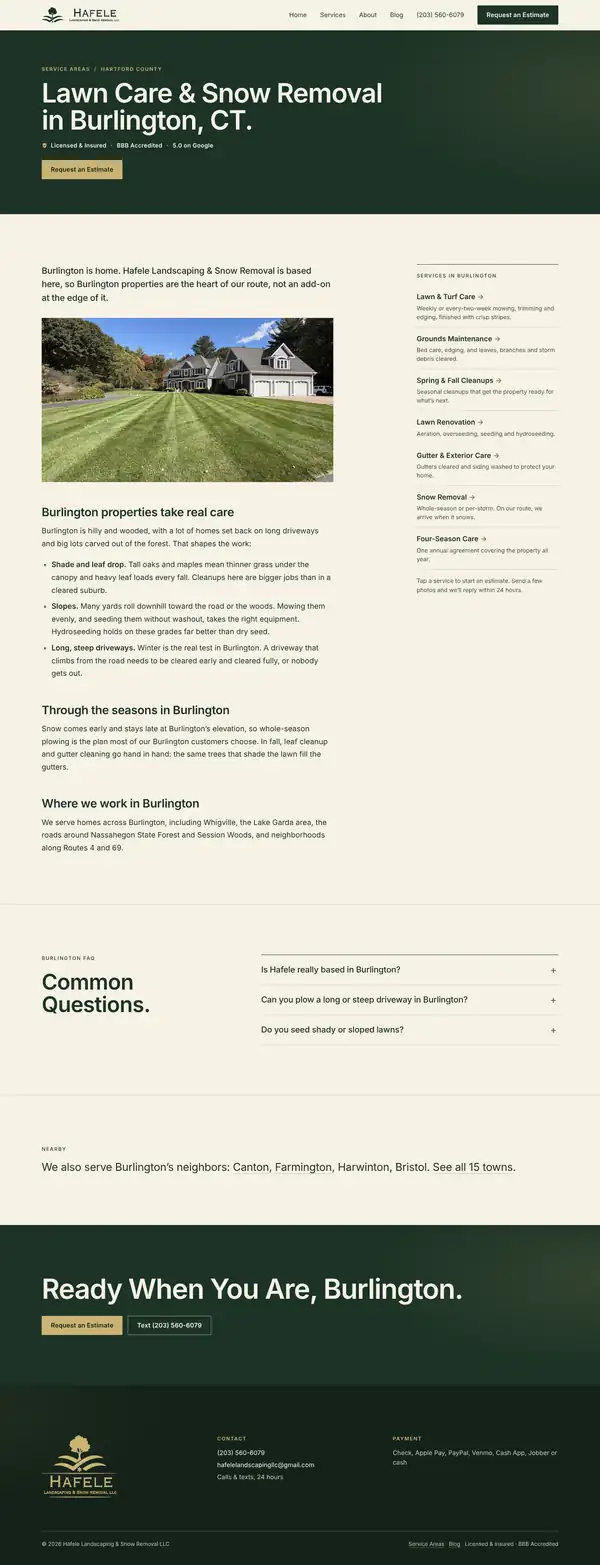 HAFELE
LANDSCAPING & SNOW REMOVAL LLC
Home Services About Blog (203) 560-6079 Request an Estimate
SERVICE AREAS / HARTFORD COUNTY
Lawn Care & Snow Removal
in Burlington, CT.
Licensed & Insured · BBB Accredited · 5.0 on Google
Request an Estimate
Burlington is home. Hafele Landscaping & Snow Removal is based
here, so Burlington properties are the heart of our route, not an add-on
at the edge of it.
Burlington properties take real care
Burlington is hilly and wooded, with a lot of homes set back on long driveways
and big lots carved out of the forest. That shapes the work:
• Shade and leaf drop. Tall oaks and maples mean thinner grass under the
canopy and heavy leaf loads every fall. Cleanups here are bigger jobs than in a
cleared suburb.
• Slopes. Many yards roll downhill toward the road or the woods. Mowing them
evenly, and seeding them without washout, takes the right equipment.
Hydroseeding holds on these grades far better than dry seed.
• Long, steep driveways. Winter is the real test in Burlington. A driveway that
climbs from the road needs to be cleared early and cleared fully, or nobody
gets out.
Through the seasons in Burlington
Snow comes early and stays late at Burlington's elevation, so whole-season
plowing is the plan most of our Burlington customers choose. In fall, leaf cleanup
and gutter cleaning go hand in hand: the same trees that shade the lawn fill the
gutters.
Where we work in Burlington
We serve homes across Burlington, including Whigville, the Lake Garda area, the
roads around Nassahegon State Forest and Session Woods, and neighborhoods
along Routes 4 and 69.
SERVICES IN BURLINGTON
Lawn & Turf Care →
Weekly or every-two-week mowing, trimming and
edging, finished with crisp stripes.
Grounds Maintenance →
Bed care, edging, and leaves, branches and storm
debris cleared.
Spring & Fall Cleanups →
Seasonal cleanups that get the property ready for
what's next.
Lawn Renovation →
Aeration, overseeding, seeding and hydroseeding.
Gutter & Exterior Care →
Gutters cleared and siding washed to protect your
home.
Snow Removal →
Whole-season or per-storm. On our route, we
arrive when it snows.
Four-Season Care →
One annual agreement covering the property all
year.
Tap a service to start an estimate. Send a few
photos and we'll reply within 24 hours.
BURLINGTON FAQ
Common
Questions.
Is Hafele really based in Burlington? +
Can you plow a long or steep driveway in Burlington? +
Do you seed shady or sloped lawns? +
NEARBY
We also serve Burlington's neighbors: Canton, Farmington, Harwinton, Bristol. See all 15 towns.
Ready When You Are, Burlington.
Request an Estimate Text (203) 560-6079
HAFELE
LANDSCAPING & SNOW REMOVAL LLC
CONTACT
(203) 560-6079
hafelelandscapingllc@gmail.com
Calls & texts, 24 hours
PAYMENT
Check, Apple Pay, PayPal, Venmo, Cash App, Jobber or
cash
© 2026 Hafele Landscaping & Snow Removal LLC
Service Areas Blog Licensed & Insured · BBB Accredited